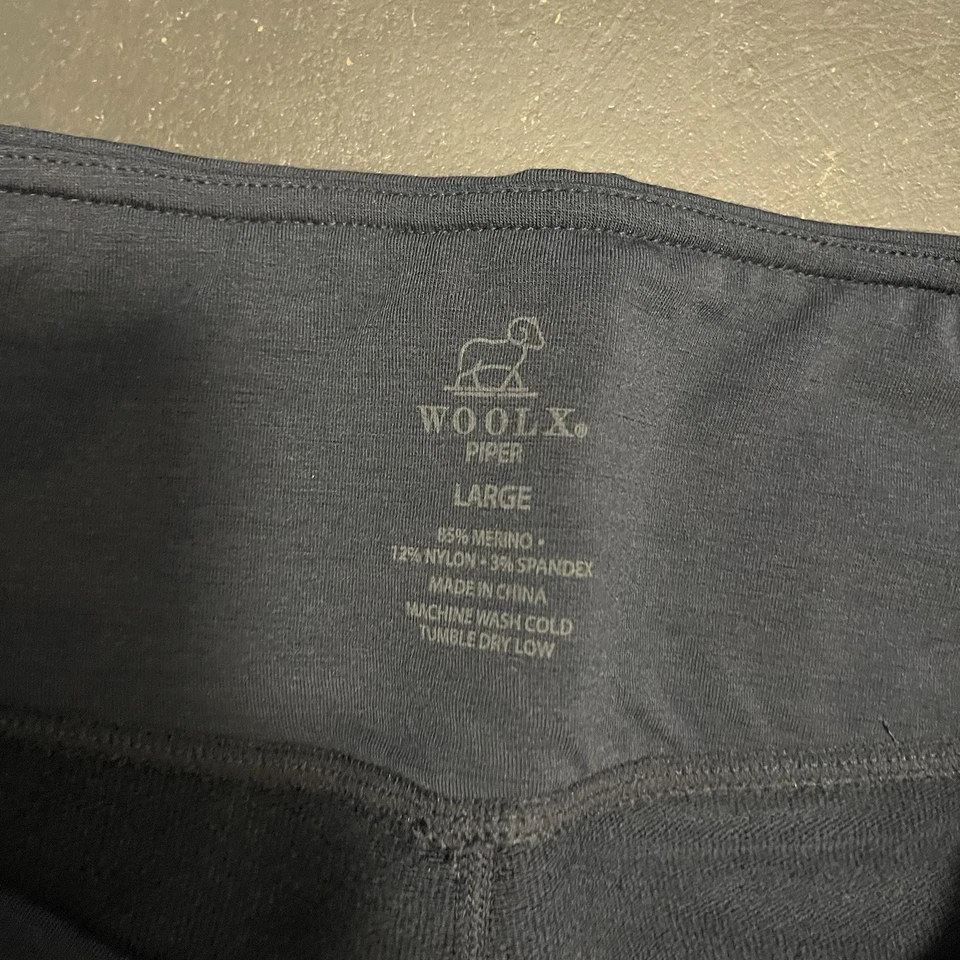 WOOLX®
PIPER
LARGE
85% MERINO •
12% NYLON • 3% SPANDEX
MADE IN CHINA
MACHINE WASH COLD
TUMBLE DRY LOW